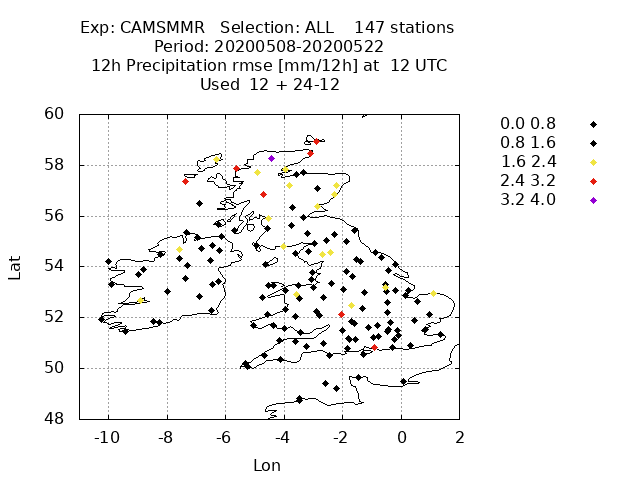 Exp: CAMSMMR Selection: ALL 147 stations
Period: 20200508-20200522
12h Precipitation rmse [mm/12h] at 12 UTC
Used 12 + 24-12
60
58
56
54
52
50
48
Lat
-10 -8 -6 -4 -2 0 2
Lon
0.0 0.8
0.8 1.6
1.6 2.4
2.4 3.2
3.2 4.0